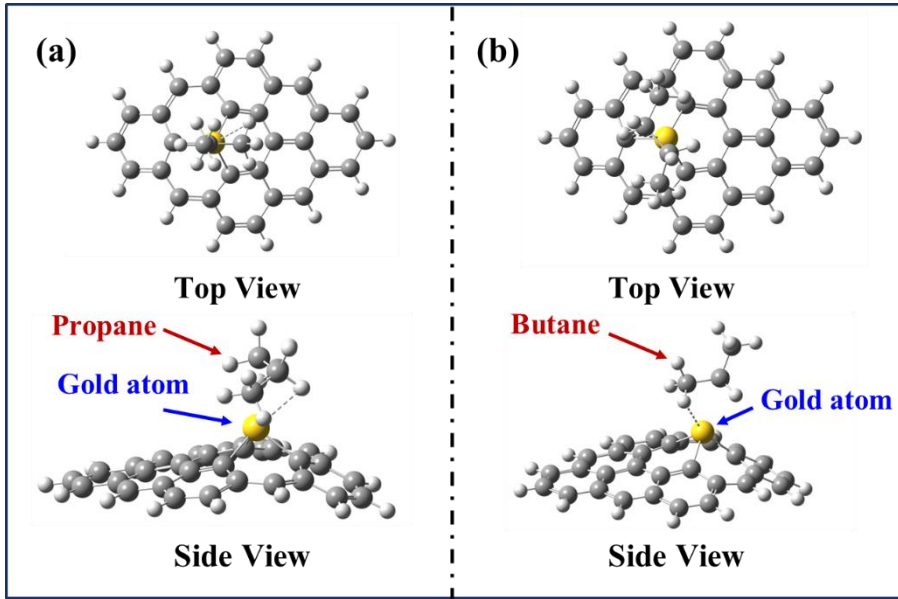 (a)
Top View
Propane
Gold atom
Side View
(b)
Top View
Butane
Gold atom
Side View